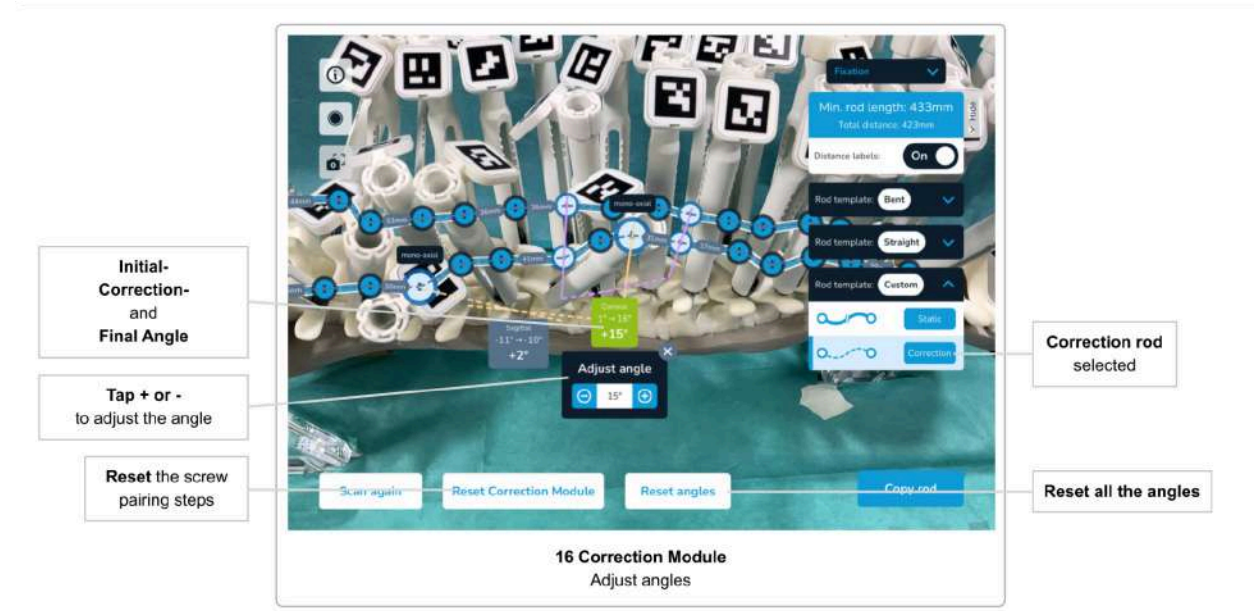 Fixation
Min. rod length: 433mm
Total distance: 423mm
Hide
Distance labels:
On
Rod template: Bent
Rod template: Straight
Rod template: Custom
Static
Correction
mono-axial
mono-axial
Sagittal
-11° → -10°
+2°
Coronal
1° → 16°
+15°
Adjust angle
15°
Scan again
Reset Correction Module
Reset angles
Copy rod
Initial-
Correction-
and
Final Angle
Tap + or -
to adjust the angle
Reset the screw
pairing steps
Correction rod
selected
Reset all the angles
16 Correction Module
Adjust angles